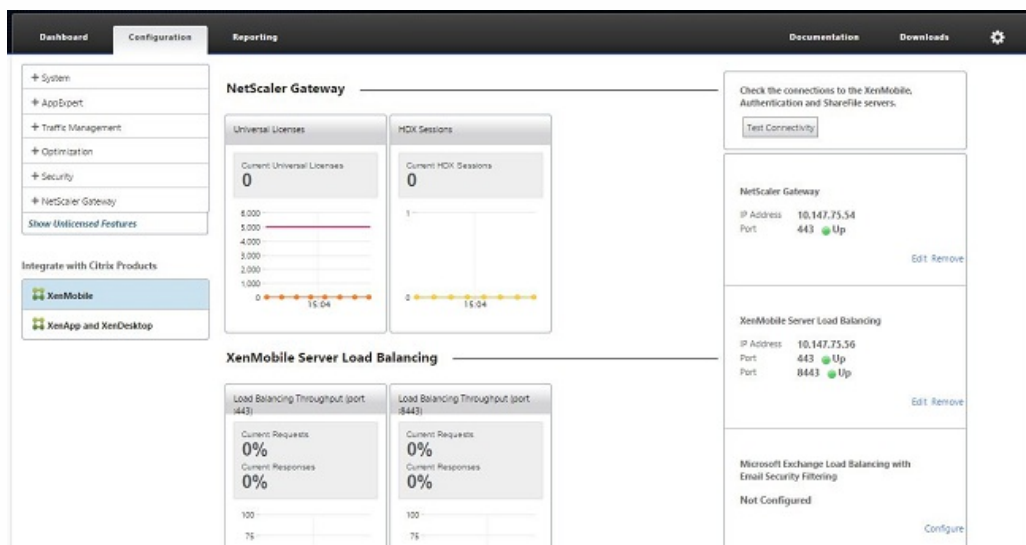 Dashboard Configuration Reporting Documentation Downloads
+ System
+ AppExpert
+ Traffic Management
+ Optimization
+ Security
+ NetScaler Gateway
Show Unlicensed Features
Integrate with Citrix Products
XenMobile
XenApp and XenDesktop
NetScaler Gateway
Universal Licenses
Current Universal Licenses
0
6,000
5,000
4,000
3,000
2,000
1,000
0
15:04
HDX Sessions
Current HDX Sessions
0
1
0
15:04
XenMobile Server Load Balancing
Load Balancing Throughput (port
:443)
Current Requests
0%
Current Responses
0%
100
75
Load Balancing Throughput (port
:8443)
Current Requests
0%
Current Responses
0%
100
75
Check the connections to the XenMobile,
Authentication and ShareFile servers.
Test Connectivity
NetScaler Gateway
IP Address 10.147.75.54
Port 443 Up
Edit Remove
XenMobile Server Load Balancing
IP Address 10.147.75.56
Port 443 Up
Port 8443 Up
Edit Remove
Microsoft Exchange Load Balancing with
Email Security Filtering
Not Configured
Configure